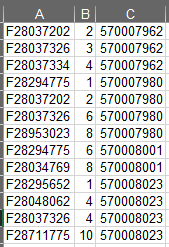 A B C
F28037202 2 570007962
F28037326 3 570007962
F28037334 4 570007962
F28294775 1 570007980
F28037202 2 570007980
F28037326 6 570007980
F28953023 8 570007980
F28294775 6 570008001
F28034769 8 570008001
F28295652 1 570008023
F28048062 4 570008023
F28037326 4 570008023
F28711775 10 570008023